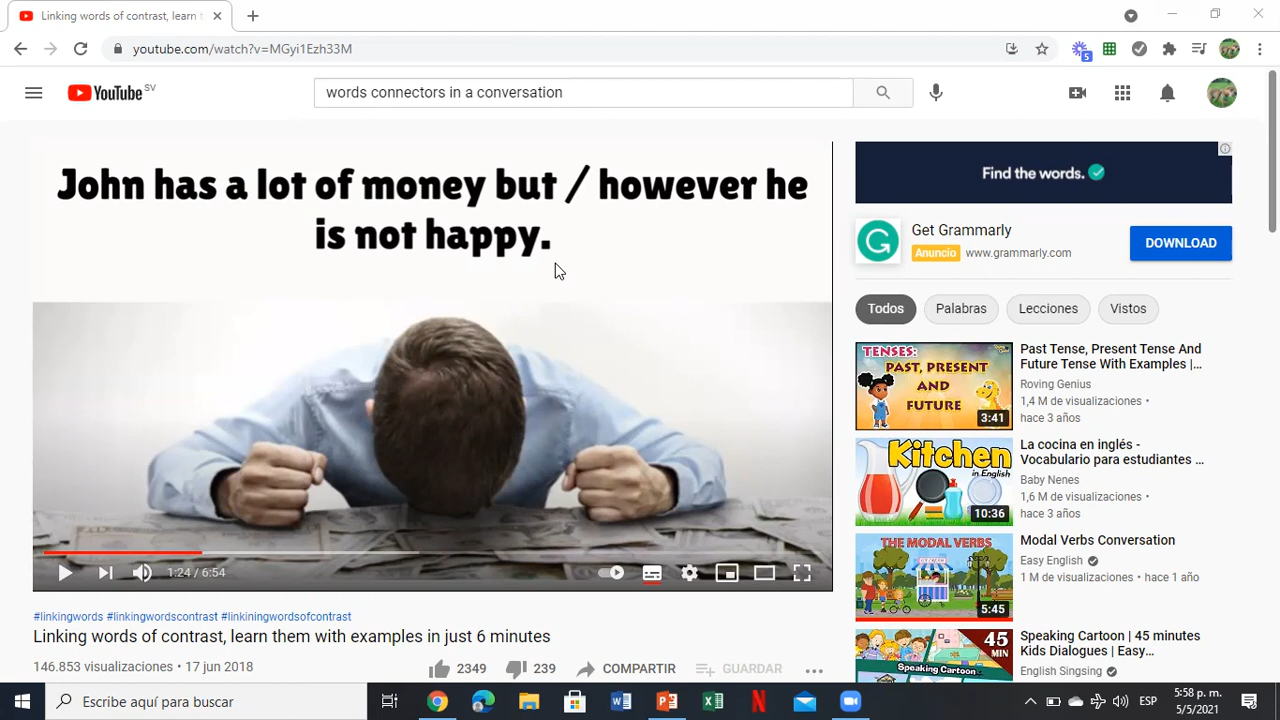 Linking words of contrast, learn t
youtube.com/watch?v=MGyi1Ezh33M
5
YouTube SV
words connectors in a conversation
John has a lot of money but / however he
is not happy.
1:24 / 6:54
#linkingwords #linkingwordscontrast #linkiningwordsofcontrast
Linking words of contrast, learn them with examples in just 6 minutes
146.853 visualizaciones • 17 jun 2018
2349
239
COMPARTIR
GUARDAR
Find the words.
Get Grammarly
Anuncio www.grammarly.com
DOWNLOAD
Todos
Palabras
Lecciones
Vistos
TENSES:
PAST, PRESENT
AND
FUTURE
3:41
Past Tense, Present Tense And
Future Tense With Examples |...
Roving Genius
1,4 M de visualizaciones •
hace 3 años
Kitchen
in English
10:36
La cocina en inglés -
Vocabulario para estudiantes ...
Baby Nenes
1,6 M de visualizaciones •
hace 3 años
THE MODAL VERBS
ICE CREAM
5:45
Modal Verbs Conversation
Easy English
1 M de visualizaciones • hace 1 año
45
MIN
Speaking Cartoon
Speaking Cartoon | 45 minutes
Kids Dialogues | Easy...
English Singsing
Escribe aquí para buscar
ESP
5:58 p. m.
5/5/2021